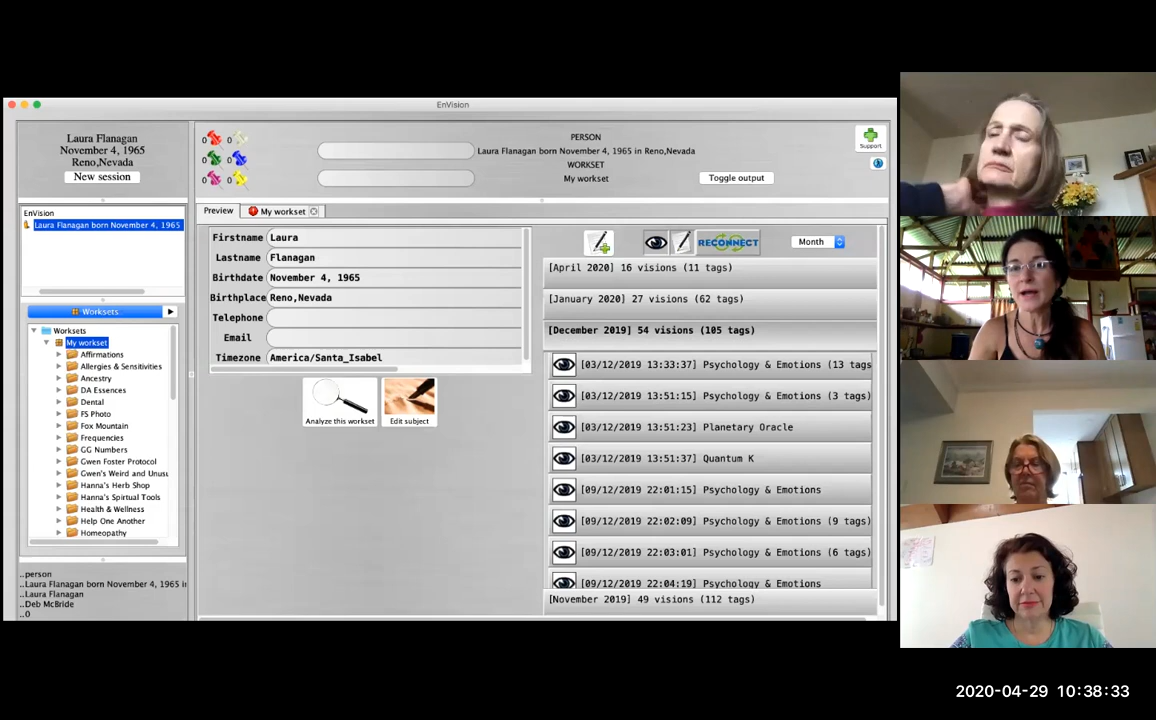 EnVision
Laura Flanagan
November 4, 1965
Reno,Nevada
New session
0 0
0 0
0 0
PERSON
Laura Flanagan born November 4, 1965 in Reno,Nevada
WORKSET
My workset
Toggle output
Support
EnVision
Laura Flanagan born November 4, 1965
Worksets
Worksets
My workset
Affirmations
Allergies & Sensitivities
Ancestry
DA Essences
Dental
FS Photo
Fox Mountain
Frequencies
GG Numbers
Gwen Foster Protocol
Gwen's Weird and Unusu
Hanna's Herb Shop
Hanna's Spirtual Tools
Health & Wellness
Help One Another
Homeopathy
..person
..Laura Flanagan born November 4, 1965 in
..Laura Flanagan
..Deb McBride
..0
Preview
My workset
Firstname Laura
Lastname Flanagan
Birthdate November 4, 1965
Birthplace Reno,Nevada
Telephone
Email
Timezone America/Santa_Isabel
Analyze this workset
Edit subject
RECONNECT
Month
[April 2020] 16 visions (11 tags)
[January 2020] 27 visions (62 tags)
[December 2019] 54 visions (105 tags)
[03/12/2019 13:33:37] Psychology & Emotions (13 tags
[03/12/2019 13:51:15] Psychology & Emotions (3 tags)
[03/12/2019 13:51:23] Planetary Oracle
[03/12/2019 13:51:37] Quantum K
[09/12/2019 22:01:15] Psychology & Emotions
[09/12/2019 22:02:09] Psychology & Emotions (9 tags)
[09/12/2019 22:03:01] Psychology & Emotions (6 tags)
[09/12/2019 22:04:19] Psychology & Emotions
[November 2019] 49 visions (112 tags)
2020-04-29 10:38:33